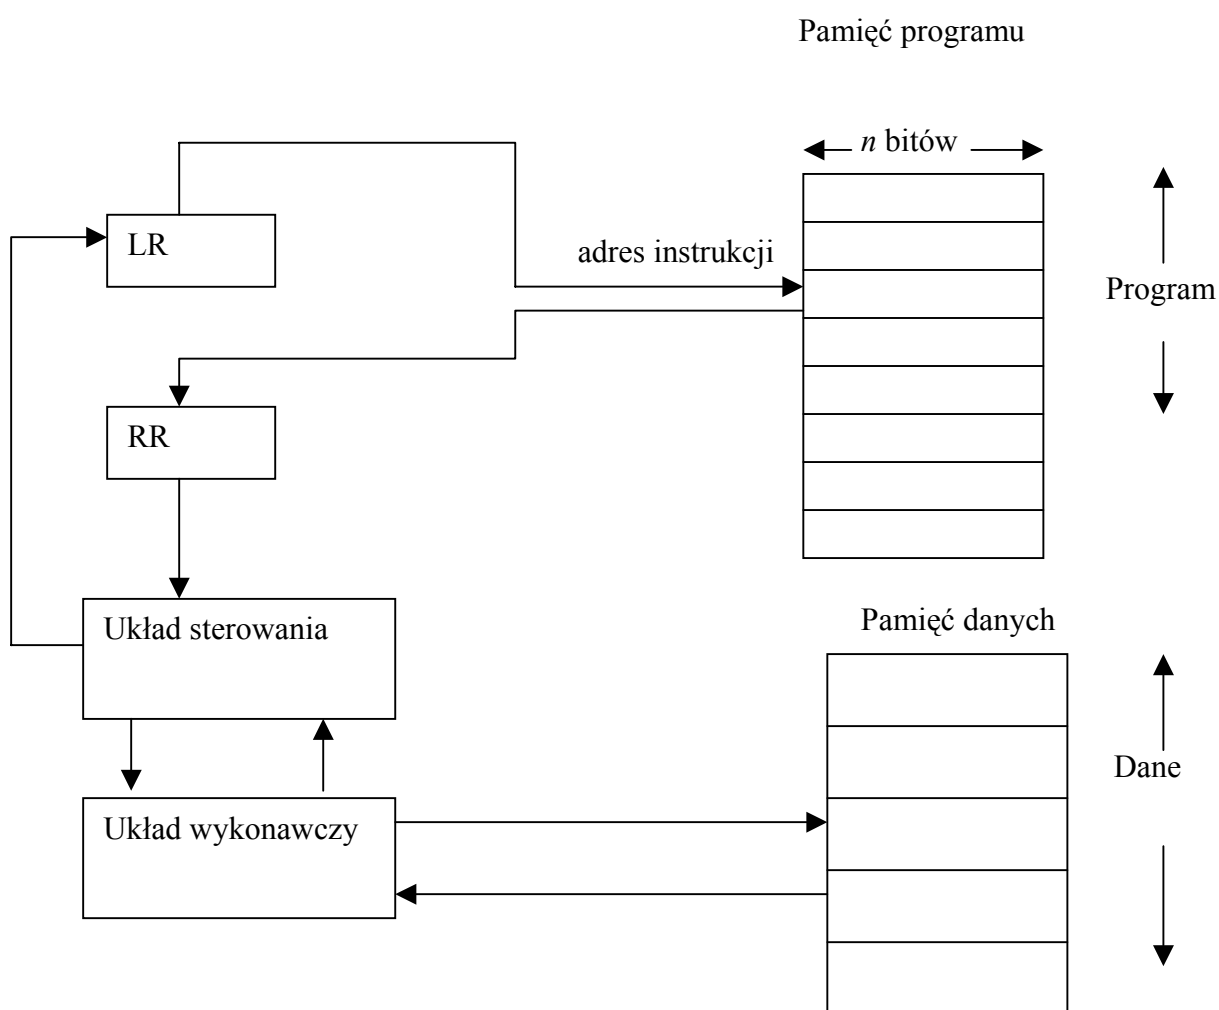 Pamięć programu
n bitów
LR
adres instrukcji
Program
RR
Układ sterowania
Pamięć danych
Dane
Układ wykonawczy